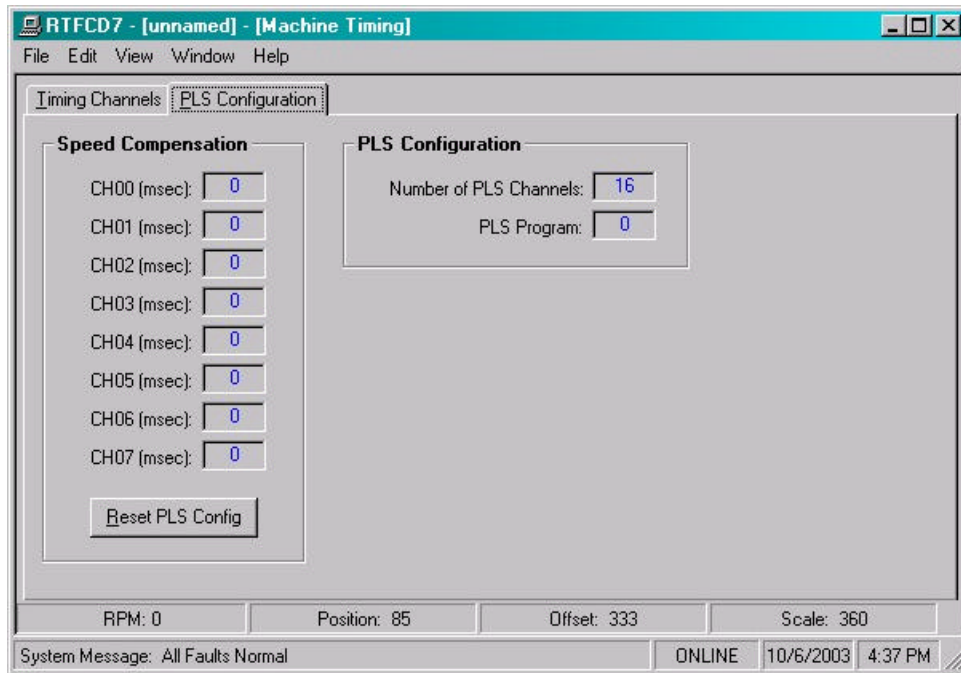 RTFCD7 - [unnamed] - [Machine Timing]
File Edit View Window Help
Timing Channels PLS Configuration
Speed Compensation
CH00 (msec): 0
CH01 (msec): 0
CH02 (msec): 0
CH03 (msec): 0
CH04 (msec): 0
CH05 (msec): 0
CH06 (msec): 0
CH07 (msec): 0
Reset PLS Config
PLS Configuration
Number of PLS Channels: 16
PLS Program: 0
RPM: 0 Position: 85 Offset: 333 Scale: 360
System Message: All Faults Normal ONLINE 10/6/2003 4:37 PM